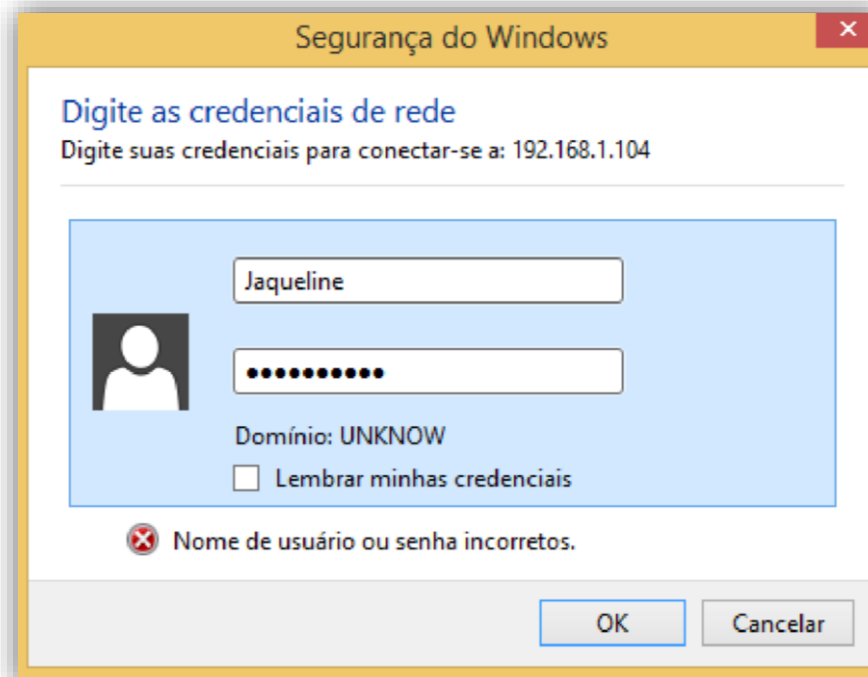 Segurança do Windows
Digite as credenciais de rede
Digite suas credenciais para conectar-se a: 192.168.1.104
Jaqueline
••••••••••
Domínio: UNKNOW
Lembrar minhas credenciais
Nome de usuário ou senha incorretos.
OK Cancelar